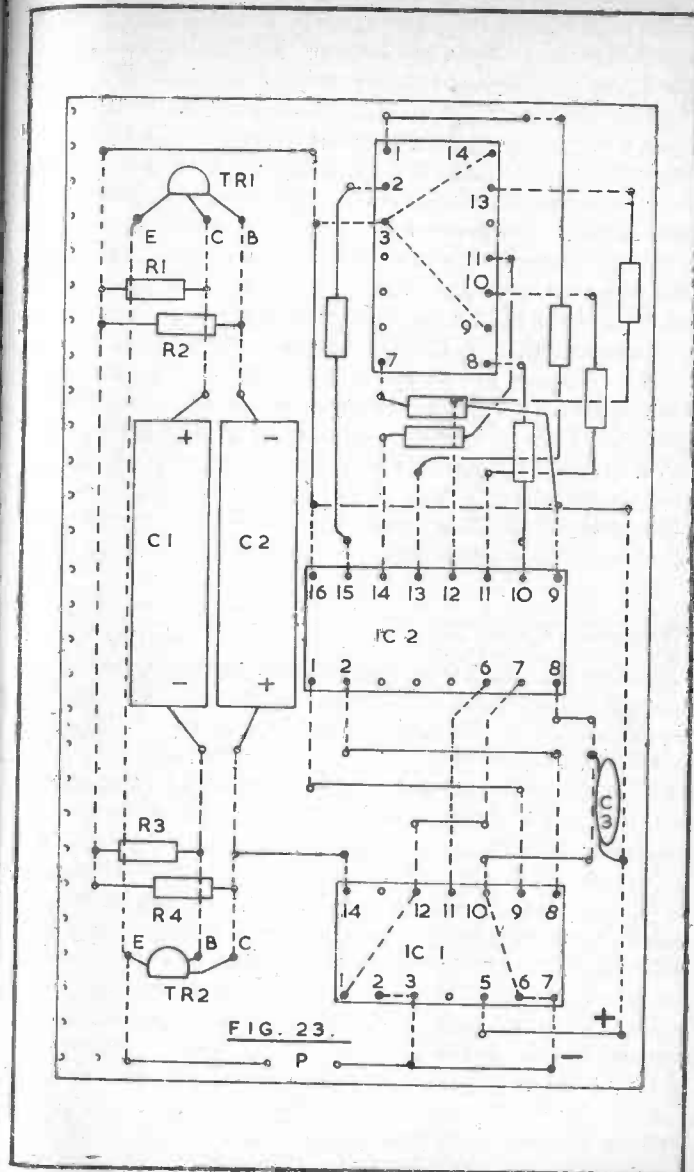 TR1
1 14
2
13
E C B
3
R1
11
10
R2
9
7 8
+ −
C1 C2
16 15 14 13 12 11 10 9
IC 2
− +
1 2 6 7 8
C3
R3
R4
14 12 11 10 9 8
E B C
IC 1
TR2
1 2 3 5 6 7
FIG. 23.
+
P −